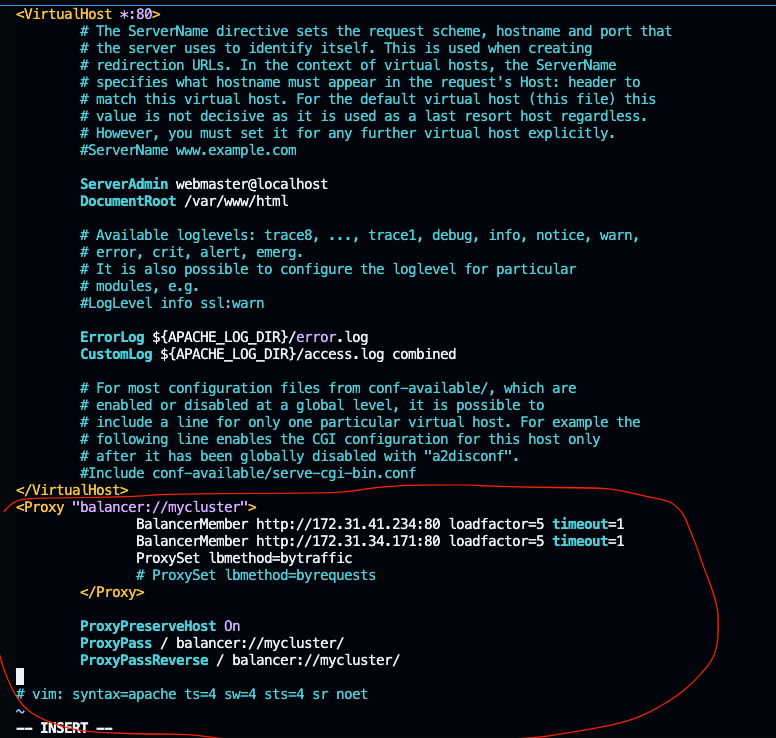 <VirtualHost *:80>
# The ServerName directive sets the request scheme, hostname and port that
# the server uses to identify itself. This is used when creating
# redirection URLs. In the context of virtual hosts, the ServerName
# specifies what hostname must appear in the request's Host: header to
# match this virtual host. For the default virtual host (this file) this
# value is not decisive as it is used as a last resort host regardless.
# However, you must set it for any further virtual host explicitly.
#ServerName www.example.com
ServerAdmin webmaster@localhost
DocumentRoot /var/www/html
# Available loglevels: trace8, ..., trace1, debug, info, notice, warn,
# error, crit, alert, emerg.
# It is also possible to configure the loglevel for particular
# modules, e.g.
#LogLevel info ssl:warn
ErrorLog ${APACHE_LOG_DIR}/error.log
CustomLog ${APACHE_LOG_DIR}/access.log combined
# For most configuration files from conf-available/, which are
# enabled or disabled at a global level, it is possible to
# include a line for only one particular virtual host. For example the
# following line enables the CGI configuration for this host only
# after it has been globally disabled with "a2disconf".
#Include conf-available/serve-cgi-bin.conf
</VirtualHost>
<Proxy "balancer://mycluster">
BalancerMember http://172.31.41.234:80 loadfactor=5 timeout=1
BalancerMember http://172.31.34.171:80 loadfactor=5 timeout=1
ProxySet lbmethod=bytraffic
# ProxySet lbmethod=byrequests
</Proxy>
ProxyPreserveHost On
ProxyPass / balancer://mycluster/
ProxyPassReverse / balancer://mycluster/
# vim: syntax=apache ts=4 sw=4 sts=4 sr noet
~
-- INSERT --